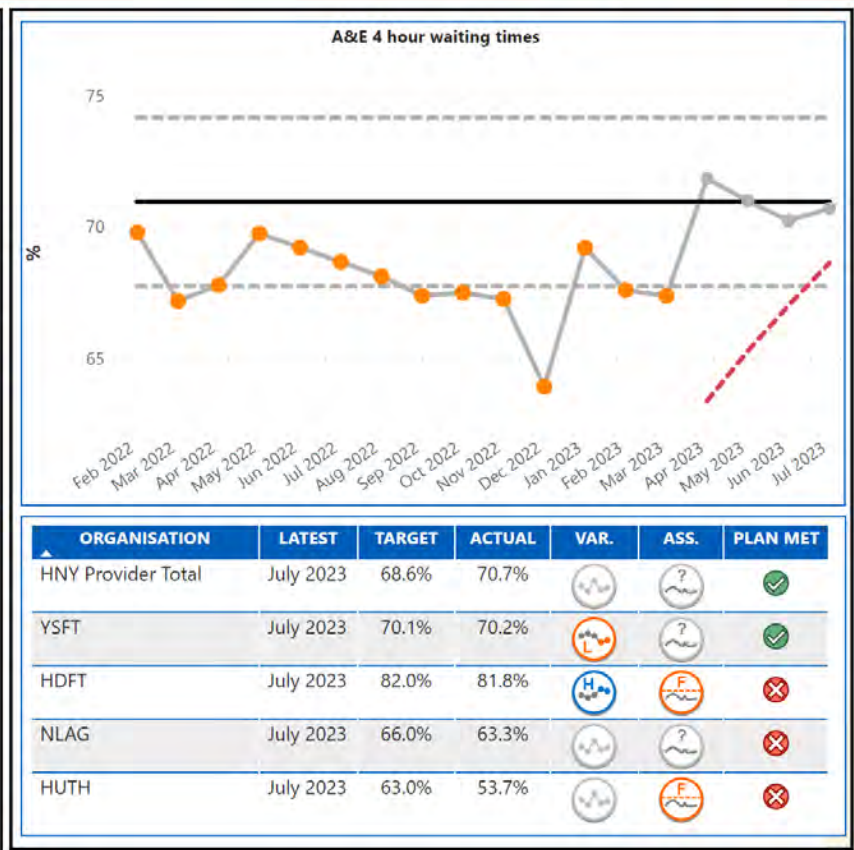 A&E 4 hour waiting times
75
70
65
%
Feb 2022 Mar 2022 Apr 2022 May 2022 Jun 2022 Jul 2022 Aug 2022 Sep 2022 Oct 2022 Nov 2022 Dec 2022 Jan 2023 Feb 2023 Mar 2023 Apr 2023 May 2023 Jun 2023 Jul 2023
ORGANISATION LATEST TARGET ACTUAL VAR. ASS. PLAN MET
HNY Provider Total July 2023 68.6% 70.7% ?
YSFT July 2023 70.1% 70.2% L ?
HDFT July 2023 82.0% 81.8% H F
NLAG July 2023 66.0% 63.3% ?
HUTH July 2023 63.0% 53.7% F